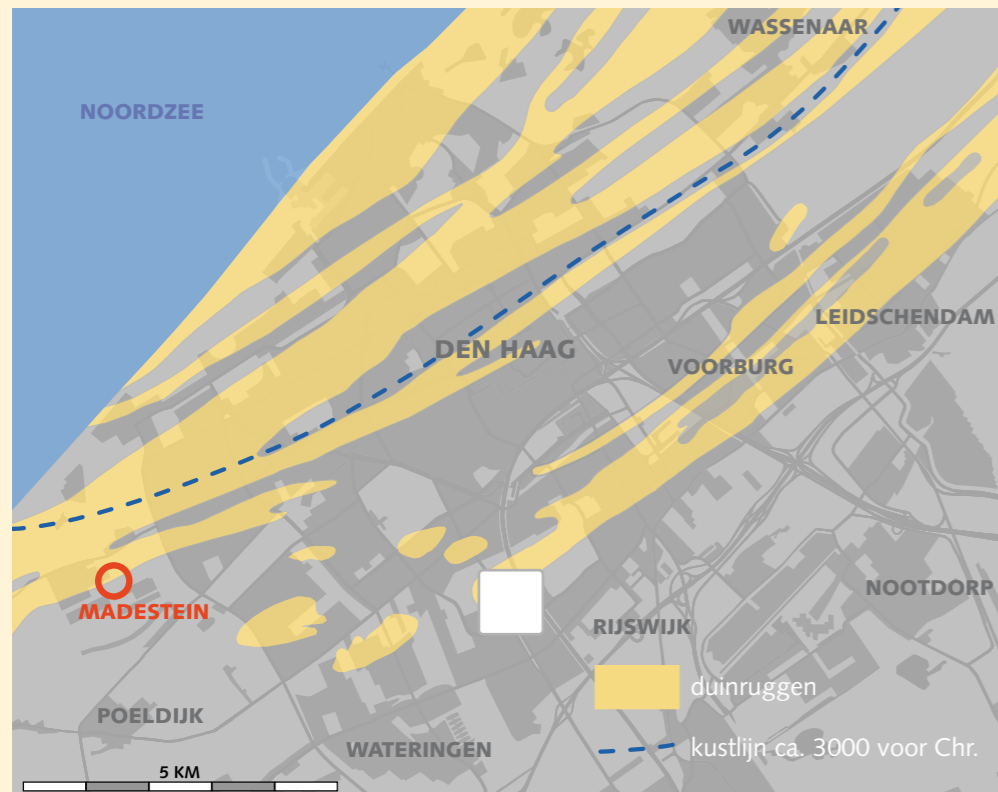 WASSENAAR
NOORDZEE
LEIDSCHENDAM
DEN HAAG
VOORBURG
NOOTDORP
MADESTEIN
RIJSWIJK
duinruggen
POELDIJK
WATERINGEN
kustlijn ca. 3000 voor Chr.
5 KM